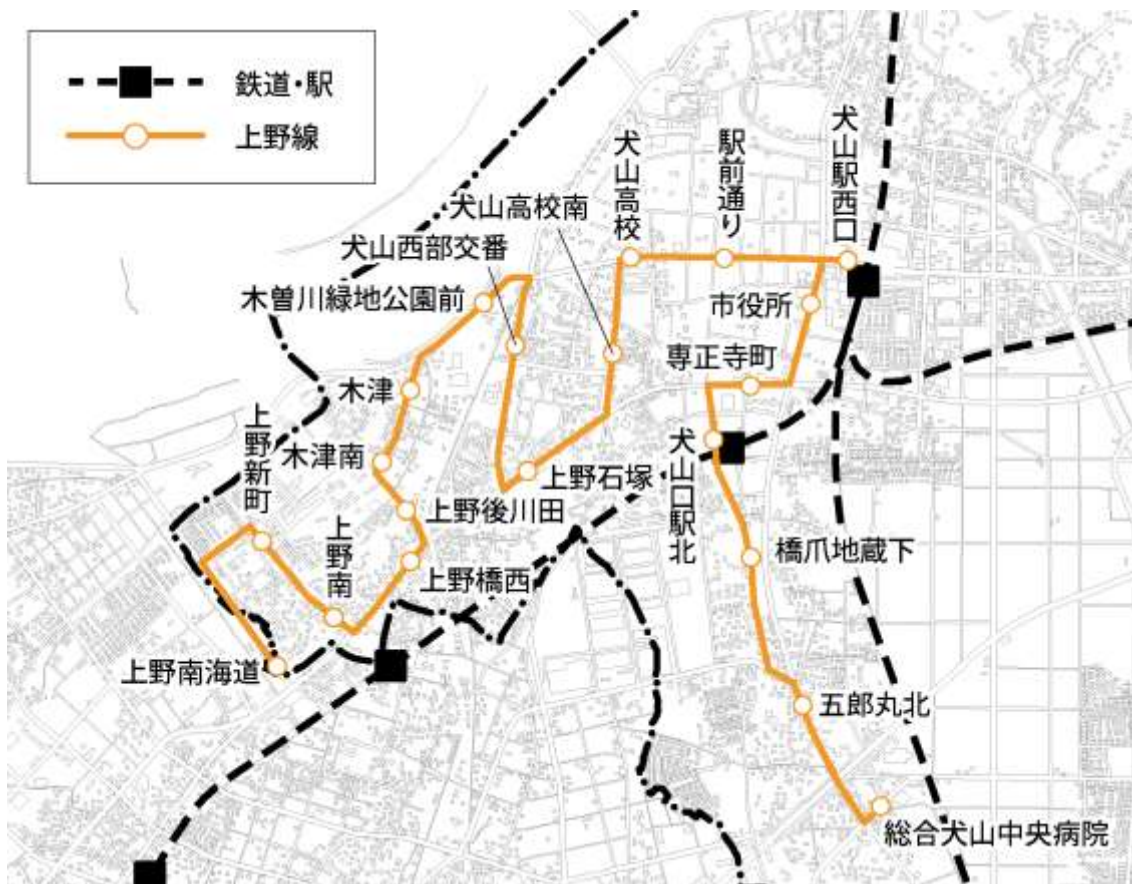 鉄道・駅
上野線
犬山駅西口
駅前通り
犬山高校
犬山高校南
犬山西部交番
木曽川緑地公園前
市役所
専正寺町
木津
上野新町
木津南
犬山口駅北
上野石塚
上野後川田
上野南
上野橋西
橋爪地蔵下
上野南海道
五郎丸北
総合犬山中央病院